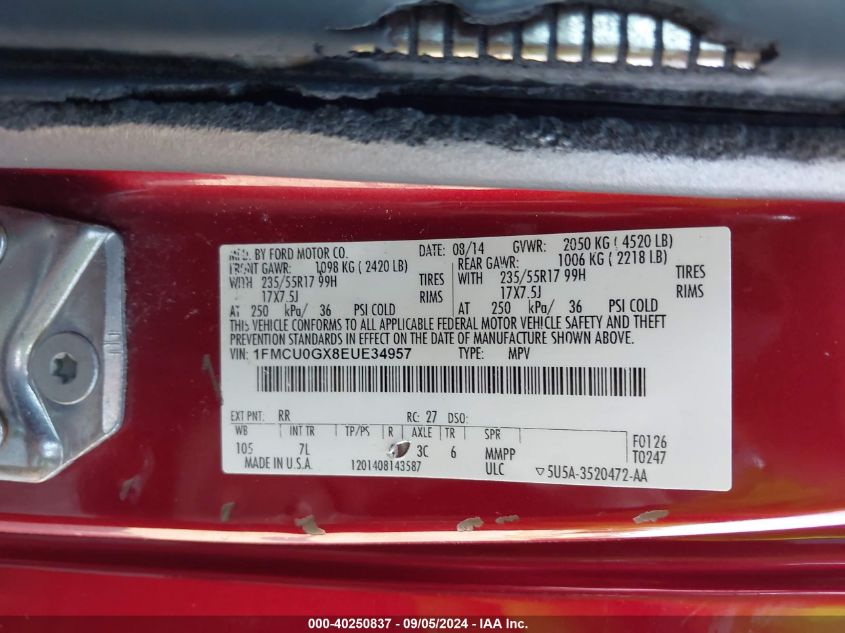 MFD. BY FORD MOTOR CO. DATE: 08/14 GVWR: 2050 KG ( 4520 LB)
FRONT GAWR: 1098 KG ( 2420 LB) REAR GAWR: 1006 KG ( 2218 LB)
WITH 235/55R17 99H TIRES WITH 235/55R17 99H TIRES
17X7.5J RIMS 17X7.5J RIMS
AT 250 kPa/ 36 PSI COLD AT 250 kPa/ 36 PSI COLD
THIS VEHICLE CONFORMS TO ALL APPLICABLE FEDERAL MOTOR VEHICLE SAFETY AND THEFT
PREVENTION STANDARDS IN EFFECT ON THE DATE OF MANUFACTURE SHOWN ABOVE.
VIN: 1FMCU0GX8EUE34957 TYPE: MPV
EXT PNT: RR RC: 27 DSO:
WB INT TR TP/PS R AXLE TR SPR F0126
105 7L 3C 6 MMPP T0247
MADE IN U.S.A. 1201408143587 ULC ▽5U5A-3520472-AA
000-40250837 - 09/05/2024 - IAA Inc.